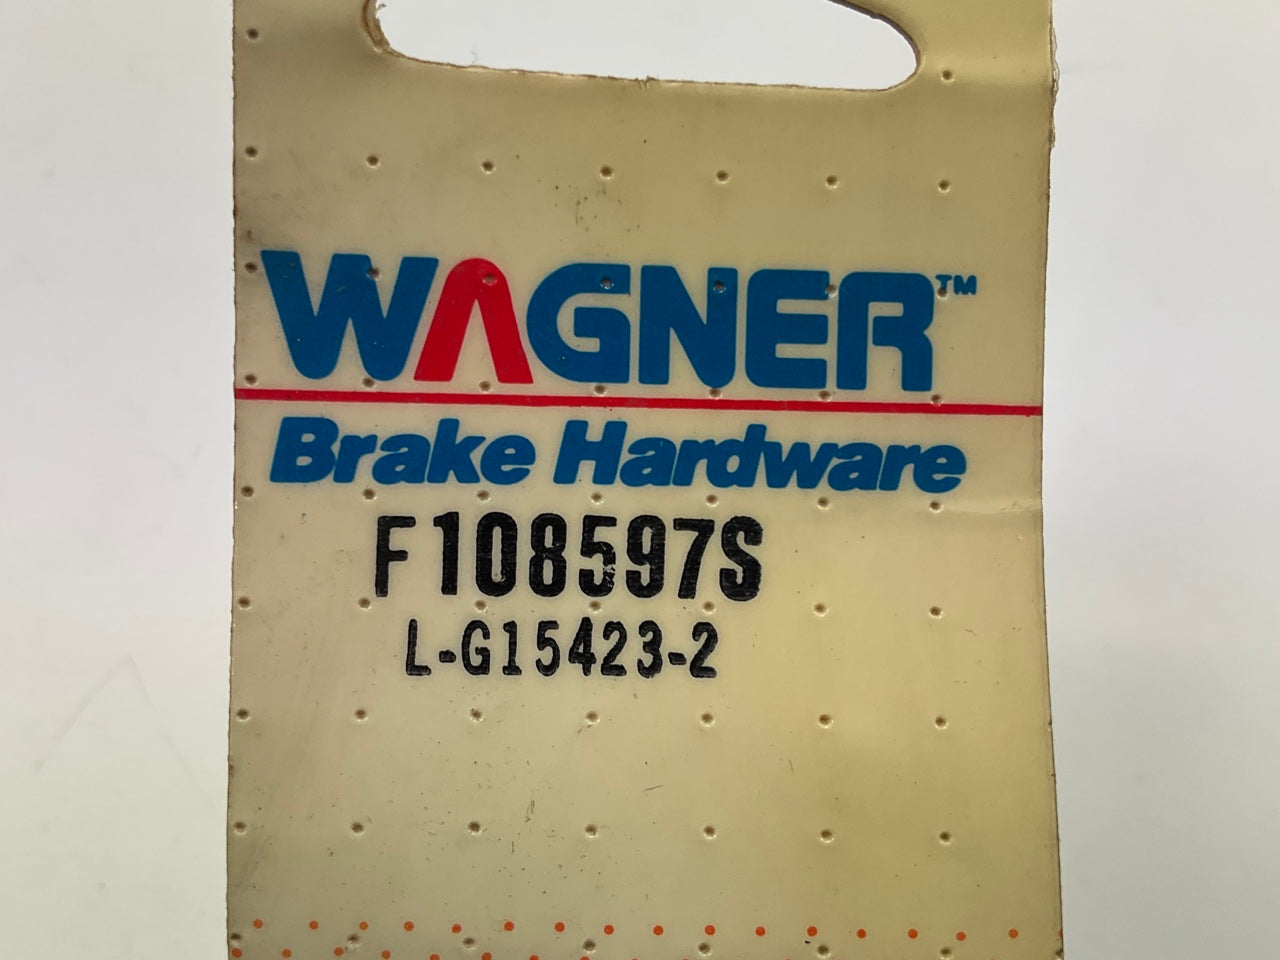 WAGNER™
Brake Hardware
F108597S
L-G15423-2